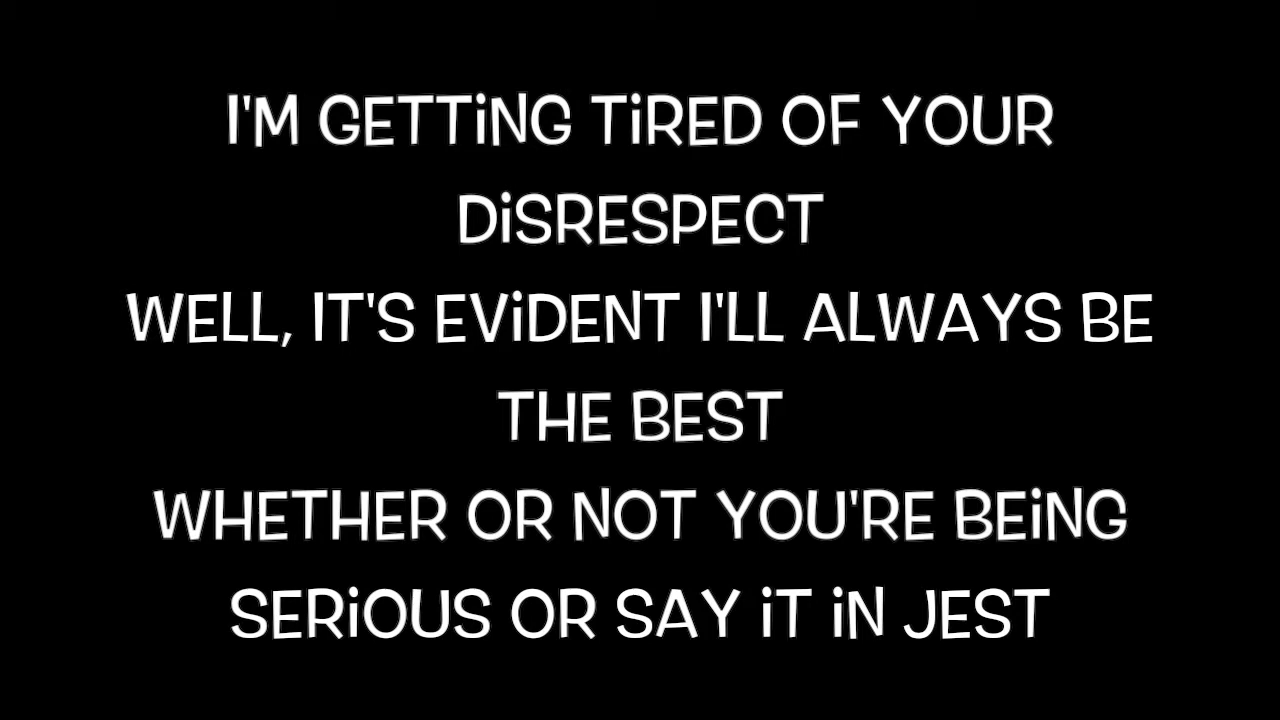 I'M GETTiNG TiRED OF YOUR
DiSRESPECT
WELL, IT'S EViDENT I'LL ALWAYS BE
THE BEST
WHETHER OR NOT YOU'RE BEiNG
SERiOUS OR SAY iT iN JEST